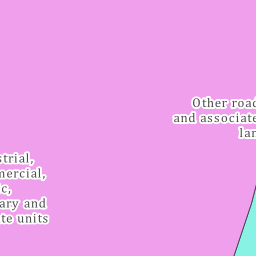 Other road
and associate
lan
strial,
mercial,
c,
ary and
te units